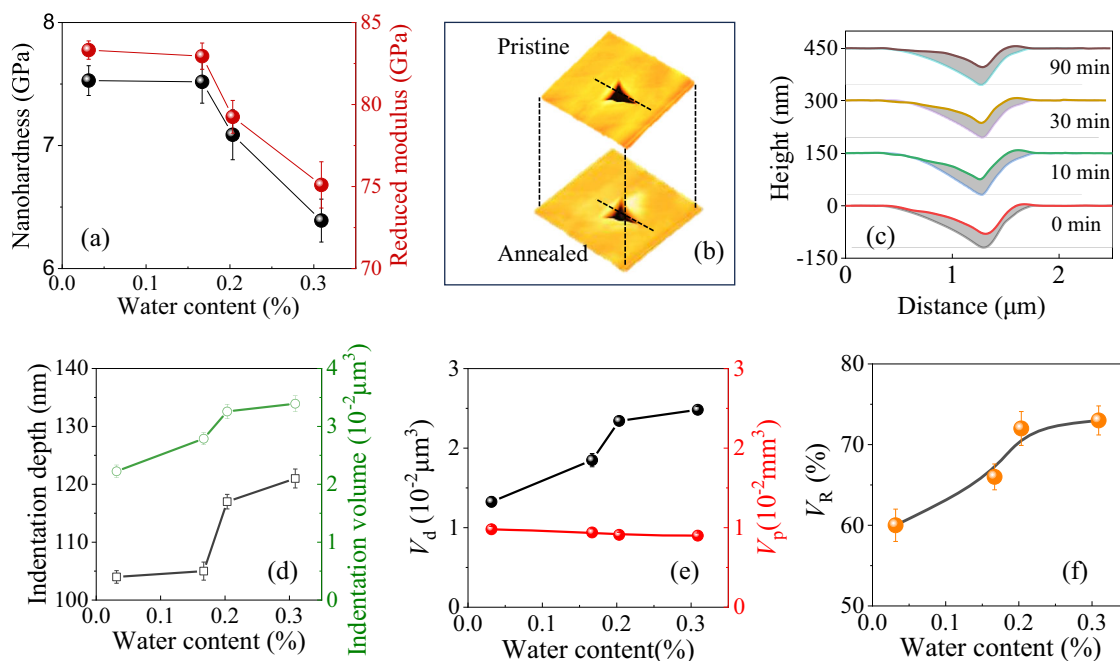 8
7
6
Nanohardness (GPa)
85
80
75
70
Reduced modulus (GPa)
0.0
0.1
0.2
0.3
Water content (%)
(a)
Pristine
Annealed
(b)
450
300
150
0
-150
Height (nm)
90 min
30 min
10 min
0 min
(c)
0
1
2
Distance (μm)
140
130
120
110
100
Indentation depth (nm)
4
3
2
1
0
Indentation volume (10⁻²μm³)
(d)
0.0
0.1
0.2
0.3
Water content (%)
3
2
1
0
V_d (10⁻²μm³)
3
2
1
0
V_p(10⁻²mm³)
(e)
0.0
0.1
0.2
0.3
Water content(%)
80
70
60
50
V_R (%)
(f)
0.0
0.1
0.2
0.3
Water content (%)